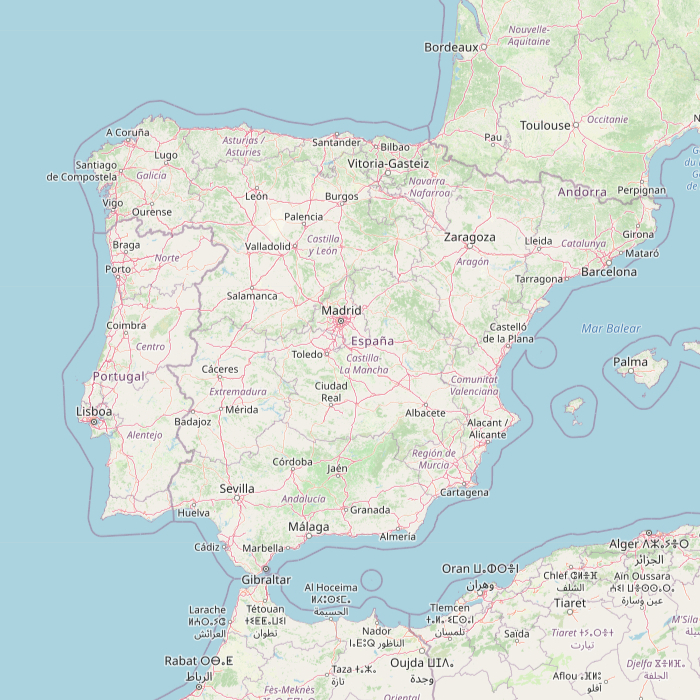 Bordeaux
Nouvelle-
Aquitaine
Toulouse
Occitanie
A Coruña
Lugo
Asturias /
Asturies
Santander
Bilbao
Pau
Vitoria-Gasteiz
Santiago
de Compostela
Galicia
Navarra -
Nafarroa
Andorra
Perpignan
Vigo
Ourense
León
Burgos
Palencia
Girona
Braga
Norte
Valladolid
Castilla
y León
Zaragoza
Aragón
Lleida
Catalunya
Mataró
Porto
Barcelona
Tarragona
Salamanca
Madrid
Coimbra
Centro
España
Castelló
de la Plana
Mar Balear
Toledo
Castilla-
La Mancha
Palma
Cáceres
Portugal
Extremadura
Ciudad
Real
Comunitat
Valenciana
Lisboa
Mérida
Badajoz
Albacete
Alentejo
Alacant /
Alicante
Córdoba
Jaén
Región de
Murcia
Sevilla
Andalucía
Cartagena
Huelva
Granada
Málaga
Almería
Cádiz
Marbella
Gibraltar
Alger ⴷⵣⴰⵢⵔ
الجزائر
Oran ⵡⴰⵀⵔⴰⵏ
وهران
Al Hoceima
الحسيمة
Chlef
الشلف
Ain Oussara
عين وسارة
Larache
العرائش
Tétouan
تطوان
Tlemcen
تلمسان
Tiaret
تيارت
Nador
الناظور
Saïda
Tiaret
تيارت
M'Sila
Rabat ⵔⴱⴰⵟ
الرباط
Taza ⵜⴰⵣⴰ
تازة
Oujda ⵡⵊⴷⴰ
وجدة
Aflou
أفلو
Djelfa
الجلفة
Fès-Meknès
Oriental